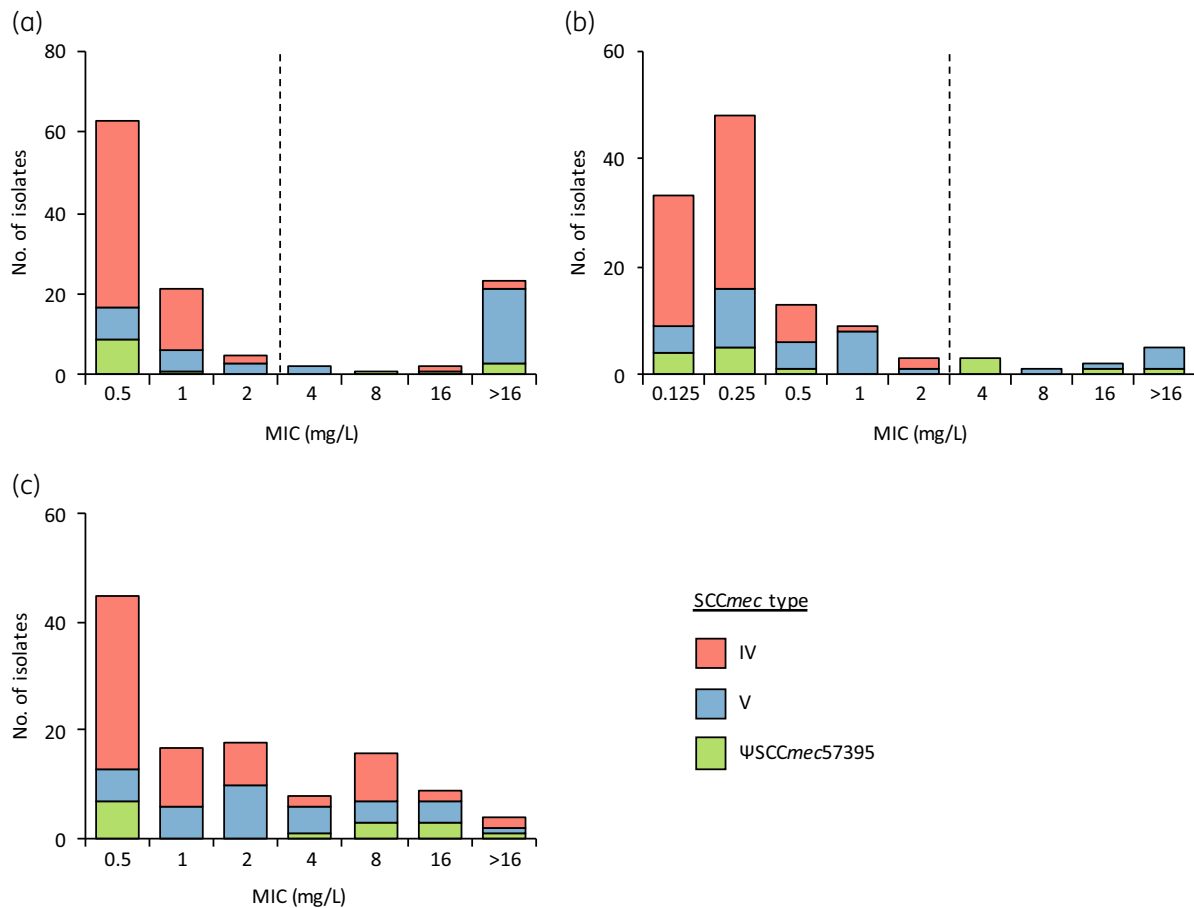 (a)
80
60
40
20
0
No. of isolates
0.5 1 2 4 8 16 >16
MIC (mg/L)
(b)
60
40
20
0
No. of isolates
0.125 0.25 0.5 1 2 4 8 16 >16
MIC (mg/L)
(c)
60
40
20
0
No. of isolates
0.5 1 2 4 8 16 >16
MIC (mg/L)
SCCmec type
IV
V
ΨSCCmec57395